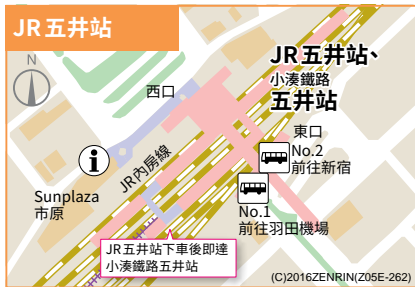 JR五井站
N
JR五井站、
小湊鐵路
五井站
西口
東口
No.2
前往新宿
JR內房線
i
Sunplaza
市原
No.1
前往羽田機場
JR五井站下車後即達
小湊鐵路五井站
(C)2016ZENRIN(Z05E-262)